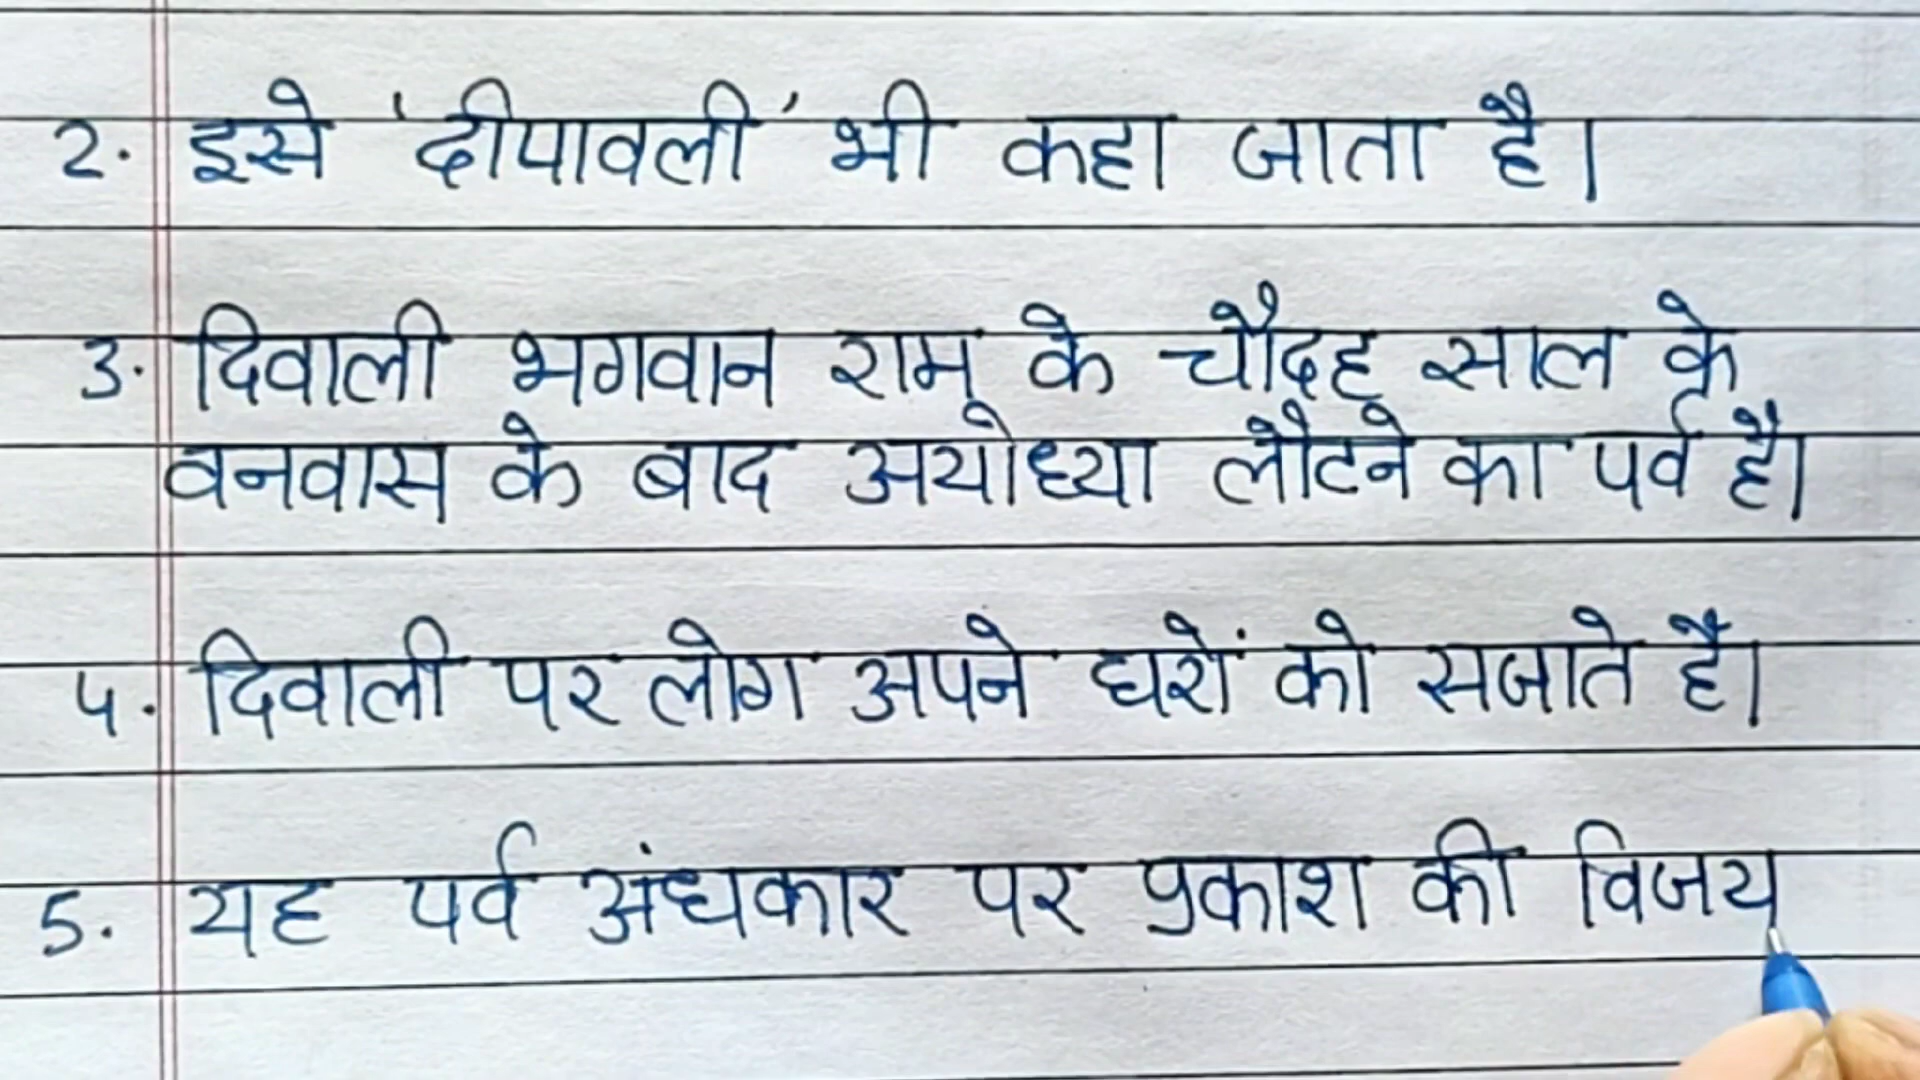 2. इसे 'दीपावली' भी कहा जाता है।
3. दिवाली भगवान राम के चौदह साल के
वनवास के बाद अयोध्या लौटने का पर्व है।
4. दिवाली पर लोग अपने घरों को सजाते हैं।
5. यह पर्व अंधकार पर प्रकाश की विजय